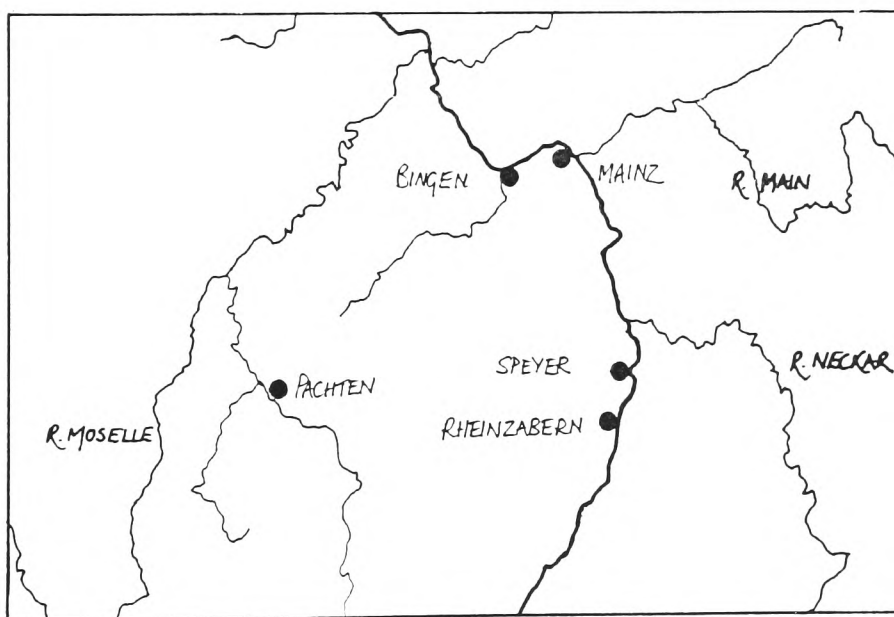 BINGEN
MAINZ
R. MAIN
SPEYER
R. NECKAR
PACHTEN
R. MOSELLE
RHEINZABERN